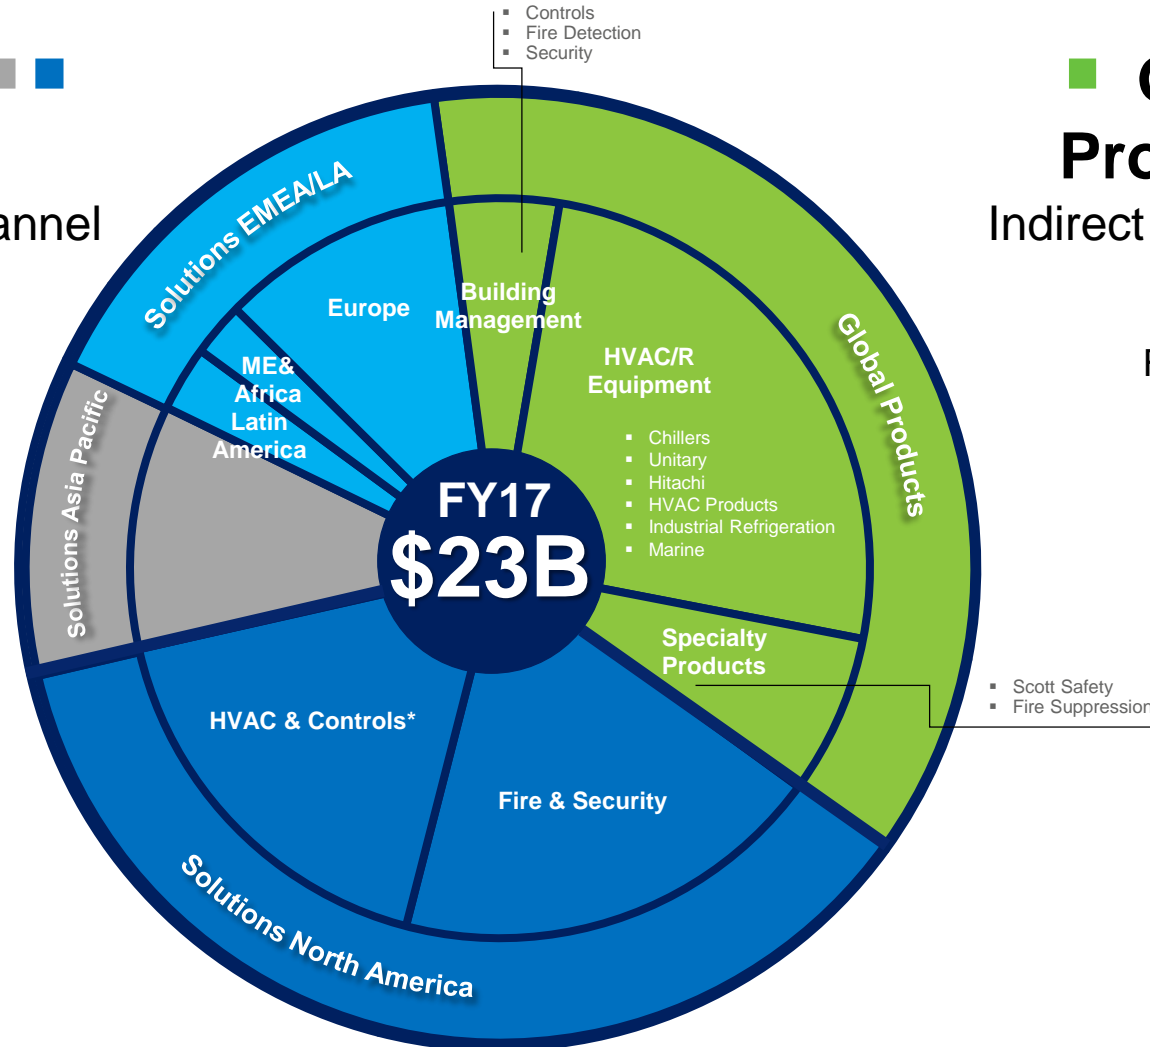 Controls
Fire Detection
Security
Pro
annel
Indirect
Solutions EMEA/LA
Europe
Building
Management
HVAC/R
Equipment
Global Products
ME&
Africa
Latin
America
Solutions Asia Pacific
Chillers
Unitary
Hitachi
HVAC Products
Industrial Refrigeration
Marine
FY17
$23B
Specialty
Products
Scott Safety
Fire Suppression
HVAC & Controls*
Fire & Security
Solutions North America